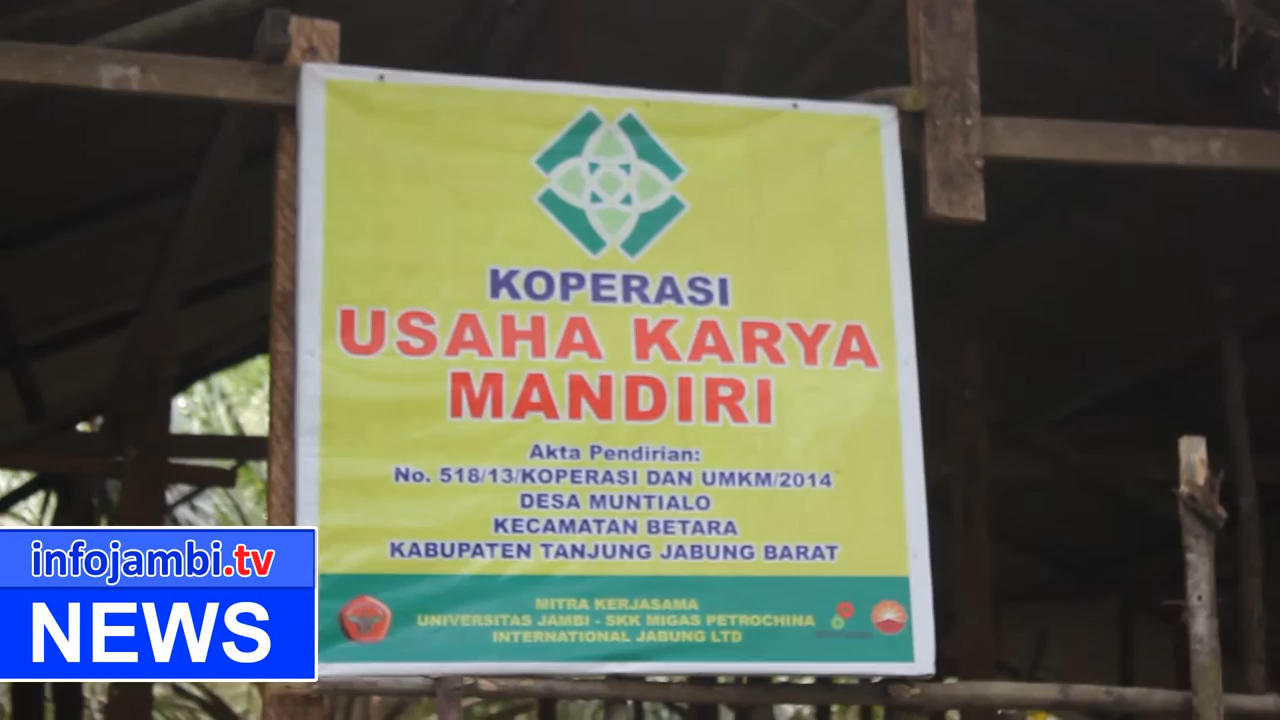 KOPERASI
USAHA KARYA
MANDIRI
Akta Pendirian:
No. 518/13/KOPERASI DAN UMKM/2014
DESA MUNTIALO
KECAMATAN BETARA
KABUPATEN TANJUNG JABUNG BARAT
MITRA KERJASAMA
UNIVERSITAS JAMBI - SKK MIGAS PETROCHINA
INTERNATIONAL JABUNG LTD
infojambi.tv
NEWS